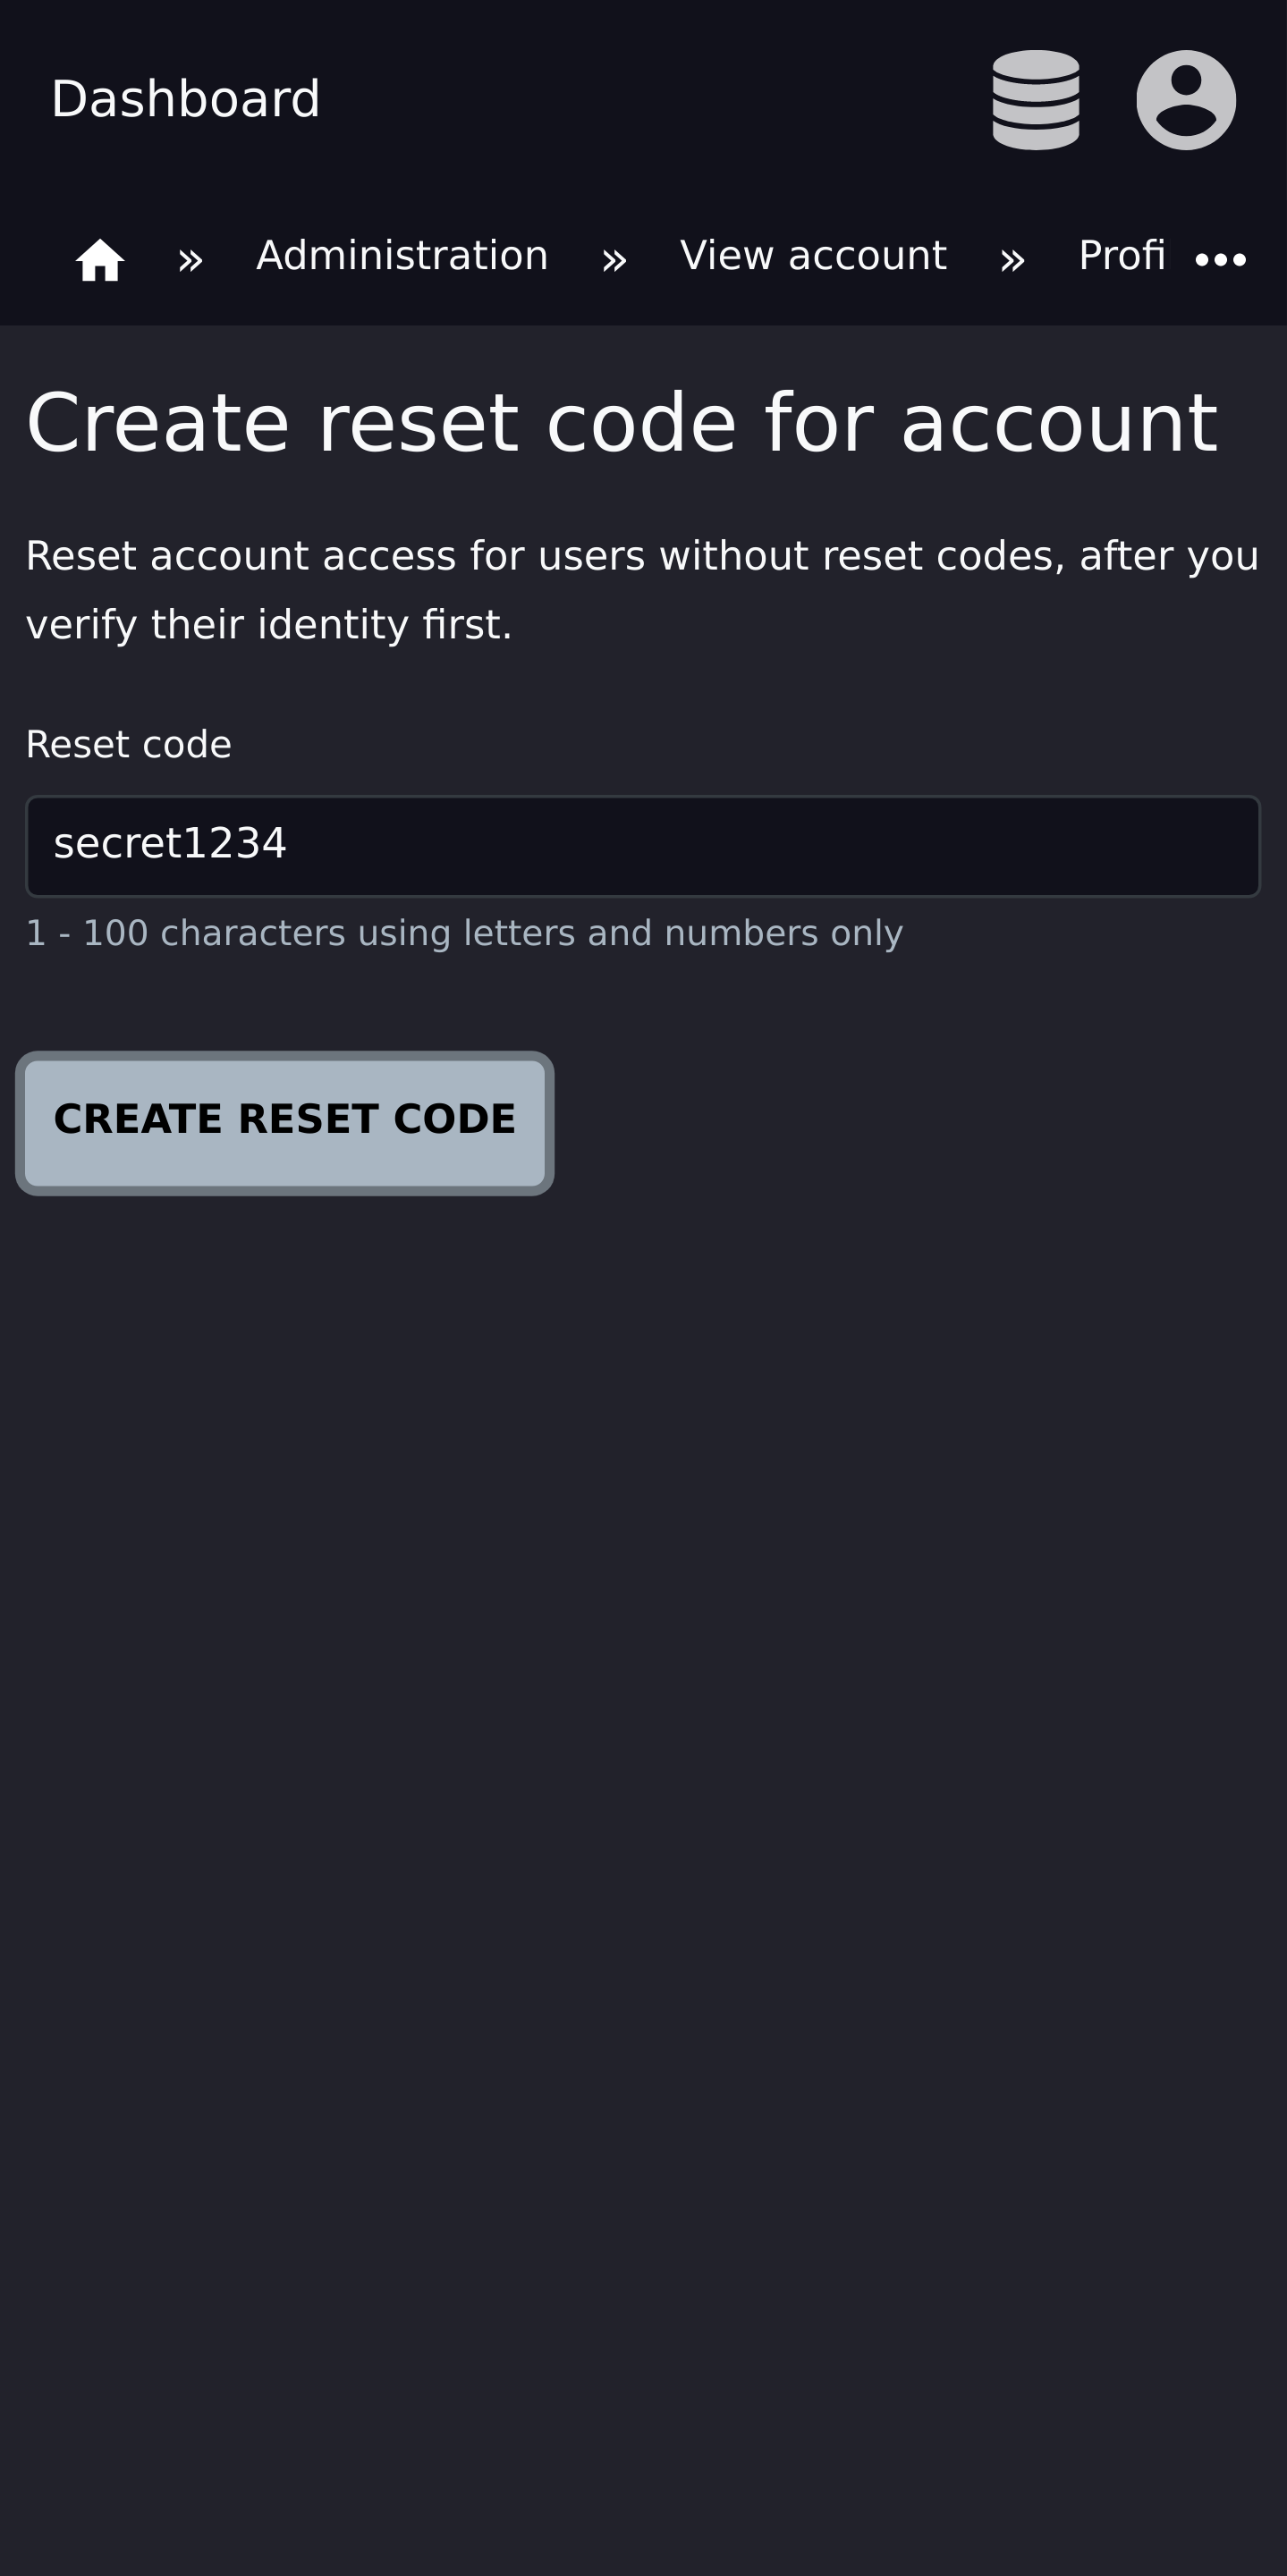 Dashboard
» Administration » View account » Profi •••
Create reset code for account
Reset account access for users without reset codes, after you
verify their identity first.
Reset code
secret1234
1 - 100 characters using letters and numbers only
CREATE RESET CODE